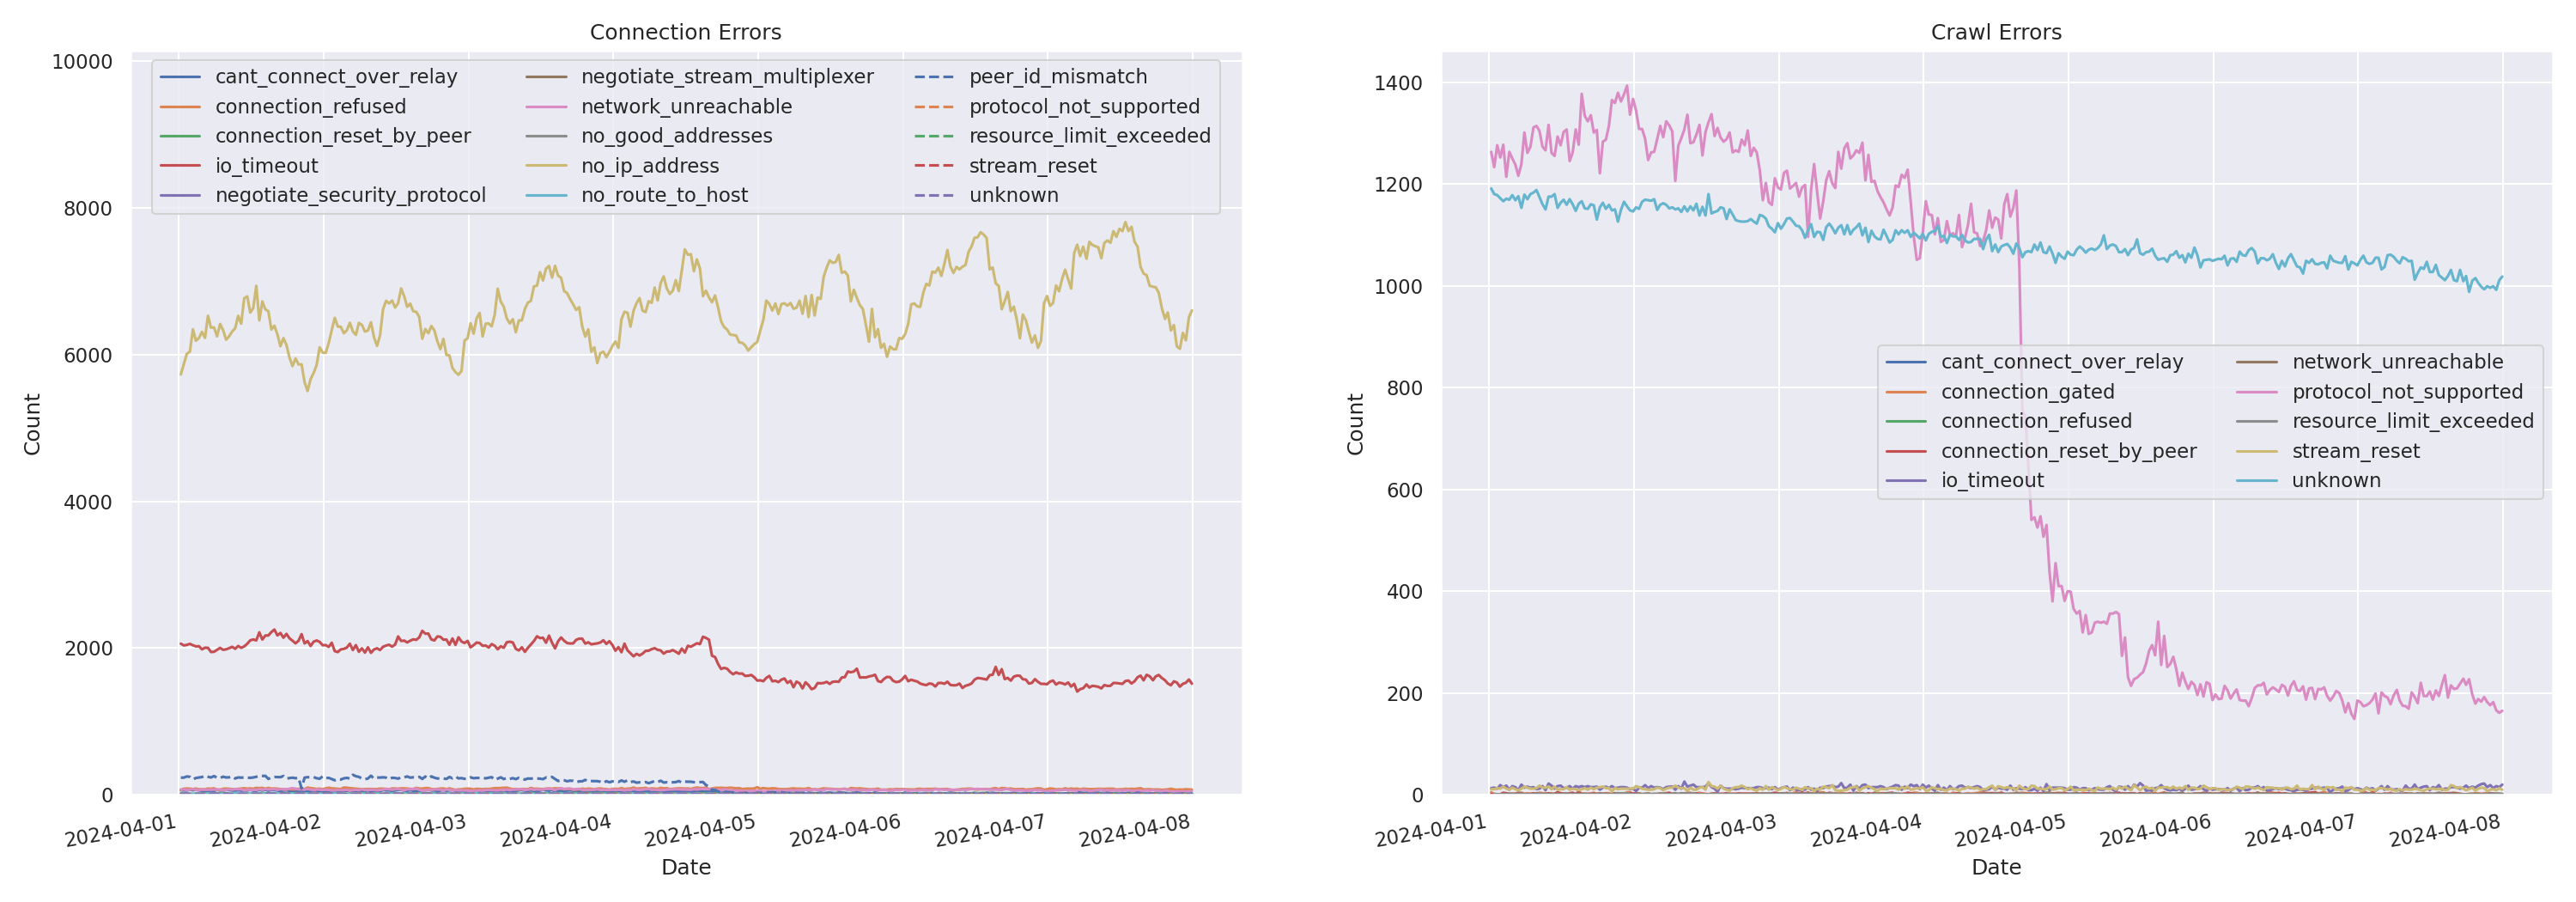 Connection Errors
10000
8000
6000
4000
2000
0
Count
cant_connect_over_relay
connection_refused
connection_reset_by_peer
io_timeout
negotiate_security_protocol
negotiate_stream_multiplexer
network_unreachable
no_good_addresses
no_ip_address
no_route_to_host
peer_id_mismatch
protocol_not_supported
resource_limit_exceeded
stream_reset
unknown
2024-04-01
2024-04-02
2024-04-03
2024-04-04
2024-04-05
2024-04-06
2024-04-07
2024-04-08
Date
Crawl Errors
1400
1200
1000
800
600
400
200
0
Count
cant_connect_over_relay
connection_gated
connection_refused
connection_reset_by_peer
io_timeout
network_unreachable
protocol_not_supported
resource_limit_exceeded
stream_reset
unknown
2024-04-01
2024-04-02
2024-04-03
2024-04-04
2024-04-05
2024-04-06
2024-04-07
2024-04-08
Date